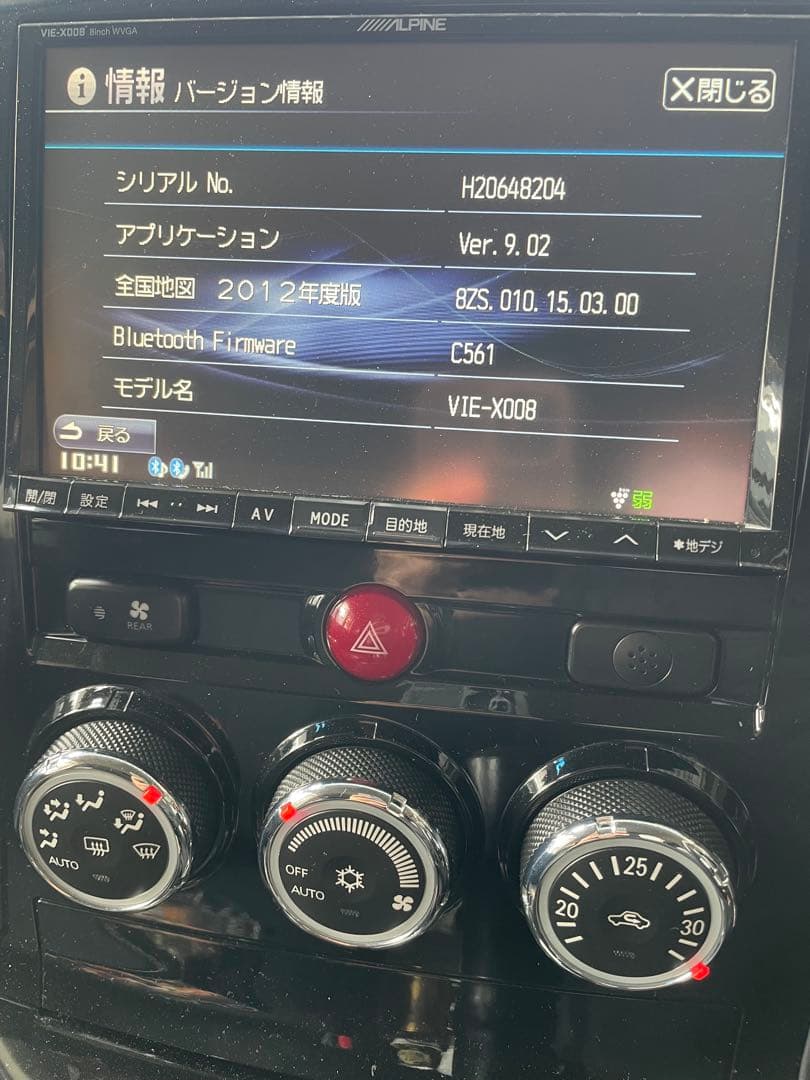 VIE-X008 8inch WVGA
ALPINE
情報 バージョン情報
×閉じる
シリアル No. H20648204
アプリケーション Ver. 9. 02
全国地図 2012年度版 8ZS. 010. 15. 03. 00
Bluetooth Firmware C561
モデル名 VIE-X008
戻る
10:41
弱
開/閉 設定 AV MODE 目的地 現在地 ✱地デジ
REAR
AUTO
OFF
AUTO
20 25 30